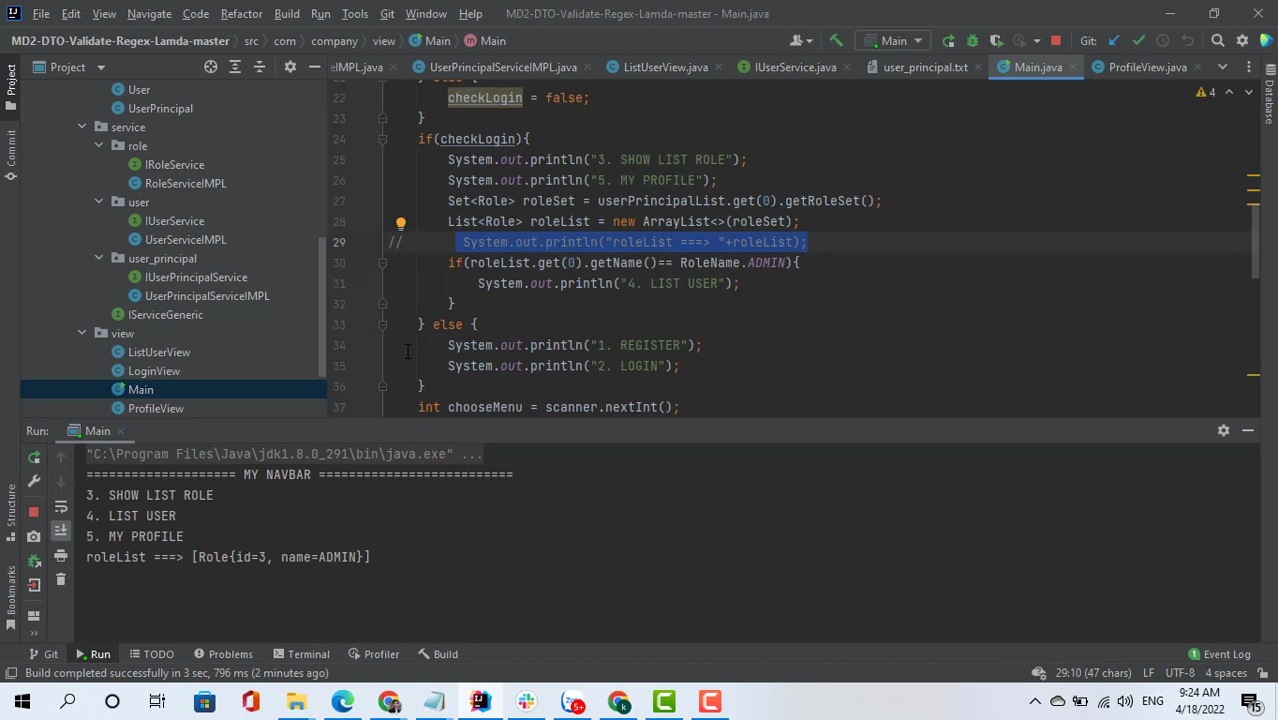 File Edit View Navigate Code Refactor Build Run Tools Git Window Help MD2-DTO-Validate-Regex-Lamda-master - Main.java
MD2-DTO-Validate-Regex-Lamda-master src com company view Main Main Main Git:
Project eIMPL.java UserPrincipalServiceIMPL.java ListUserView.java IUserService.java user_principal.txt Main.java ProfileView.java
User
UserPrincipal
service
role
IRoleService
RoleServiceIMPL
user
IUserService
UserServiceIMPL
user_principal
IUserPrincipalService
UserPrincipalServiceIMPL
IServiceGeneric
view
ListUserView
LoginView
Main
ProfileView
4
22 checkLogin = false;
23 }
24 if(checkLogin){
25 System.out.println("3. SHOW LIST ROLE");
26 System.out.println("5. MY PROFILE");
27 Set<Role> roleSet = userPrincipalList.get(0).getRoleSet();
28 List<Role> roleList = new ArrayList<>(roleSet);
29 // System.out.println("roleList ===> "+roleList);
30 if(roleList.get(0).getName()== RoleName.ADMIN){
31 System.out.println("4. LIST USER");
32 }
33 } else {
34 System.out.println("1. REGISTER");
35 System.out.println("2. LOGIN");
36 }
37 int chooseMenu = scanner.nextInt();
Project
Commit
Structure
Bookmarks
Database
Run: Main
"C:\Program Files\Java\jdk1.8.0_291\bin\java.exe" ...
==================== MY NAVBAR ==========================
3. SHOW LIST ROLE
4. LIST USER
5. MY PROFILE
roleList ===> [Role{id=3, name=ADMIN}]
Git Run TODO Problems Terminal Profiler Build 1 Event Log
Build completed successfully in 3 sec, 796 ms (2 minutes ago) 29:10 (47 chars) LF UTF-8 4 spaces
5+ k ENG 9:24 AM
4/18/2022 15